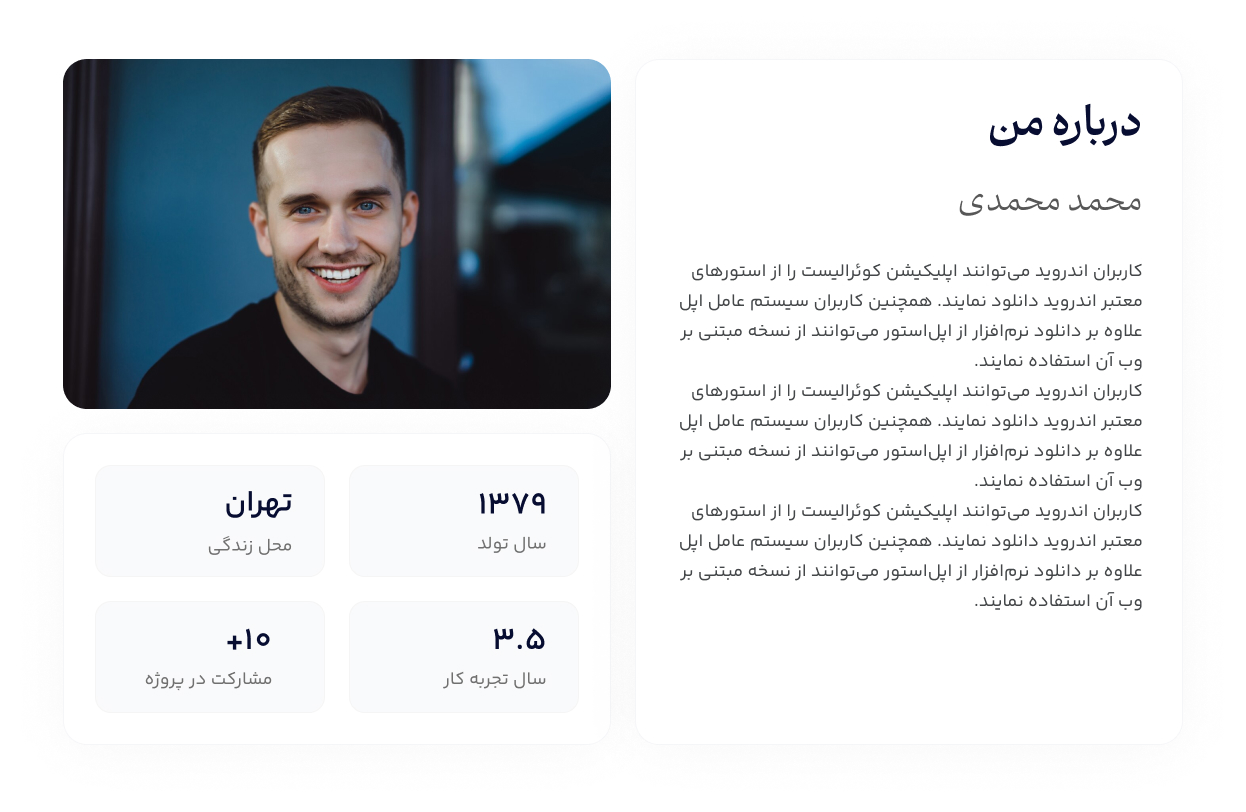 درباره من
محمد محمدی
کاربران اندروید می‌توانند اپلیکیشن کوئرالیست را از استورهای
معتبر اندروید دانلود نمایند. همچنین کاربران سیستم عامل اپل
علاوه بر دانلود نرم‌افزار از اپل‌استور می‌توانند از نسخه مبتنی بر
وب آن استفاده نمایند.
کاربران اندروید می‌توانند اپلیکیشن کوئرالیست را از استورهای
معتبر اندروید دانلود نمایند. همچنین کاربران سیستم عامل اپل
علاوه بر دانلود نرم‌افزار از اپل‌استور می‌توانند از نسخه مبتنی بر
وب آن استفاده نمایند.
کاربران اندروید می‌توانند اپلیکیشن کوئرالیست را از استورهای
معتبر اندروید دانلود نمایند. همچنین کاربران سیستم عامل اپل
علاوه بر دانلود نرم‌افزار از اپل‌استور می‌توانند از نسخه مبتنی بر
وب آن استفاده نمایند.
۱۳۷۹
سال تولد
تهران
محل زندگی
۳.۵
سال تجربه کار
۱۰+
مشارکت در پروژه